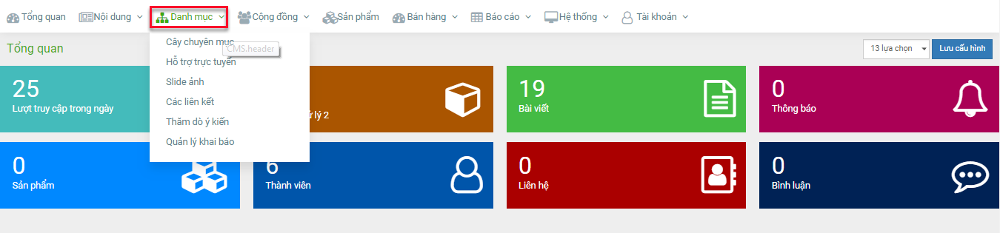 Tổng quan Nội dung Danh mục Cộng đồng Sản phẩm Bán hàng Báo cáo Hệ thống Tài khoản
Cây chuyên mục
CMS.header
Hỗ trợ trực tuyến
Slide ảnh
Các liên kết
Thăm dò ý kiến
Quản lý khai báo
Tổng quan
13 lựa chọn Lưu cấu hình
25
Lượt truy cập trong ngày
lý 2
19
Bài viết
0
Thông báo
0
Sản phẩm
6
Thành viên
0
Liên hệ
0
Bình luận